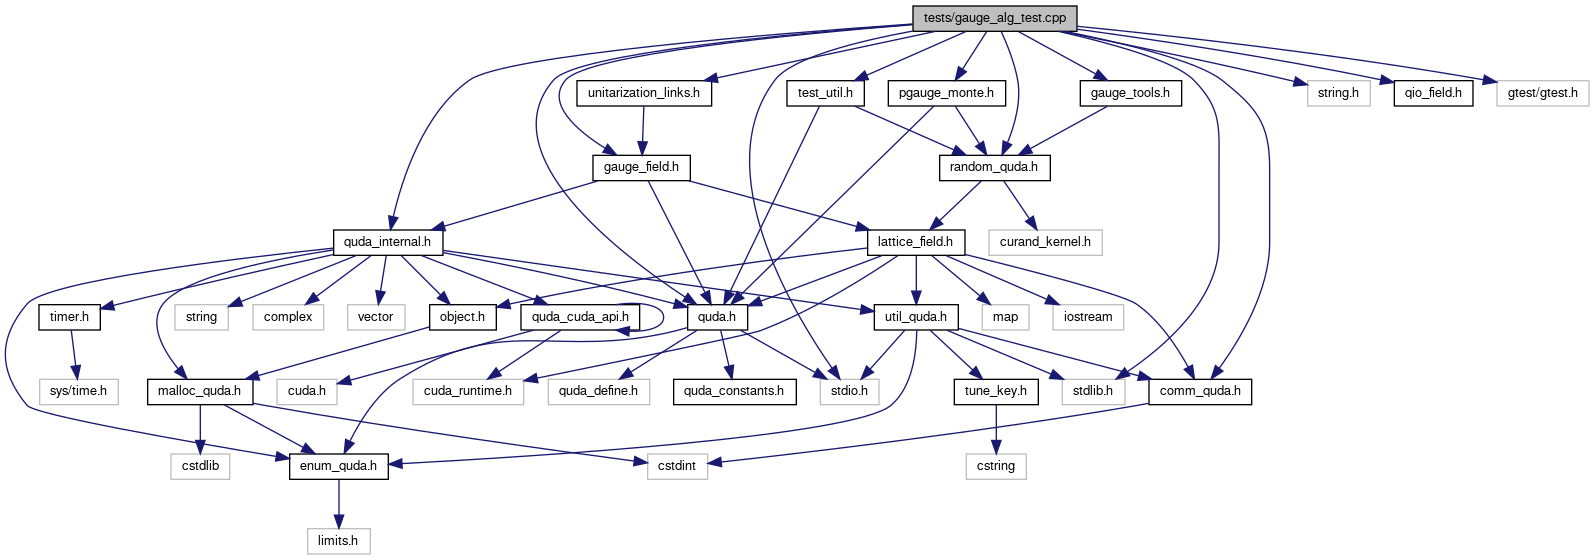 tests/gauge_alg_test.cpp
unitarization_links.h
test_util.h
pgauge_monte.h
gauge_tools.h
string.h
qio_field.h
gtest/gtest.h
gauge_field.h
random_quda.h
quda_internal.h
lattice_field.h
curand_kernel.h
timer.h
string
complex
vector
object.h
quda_cuda_api.h
quda.h
util_quda.h
map
iostream
sys/time.h
malloc_quda.h
cuda.h
cuda_runtime.h
quda_define.h
quda_constants.h
stdio.h
tune_key.h
stdlib.h
comm_quda.h
cstdlib
enum_quda.h
cstdint
cstring
limits.h